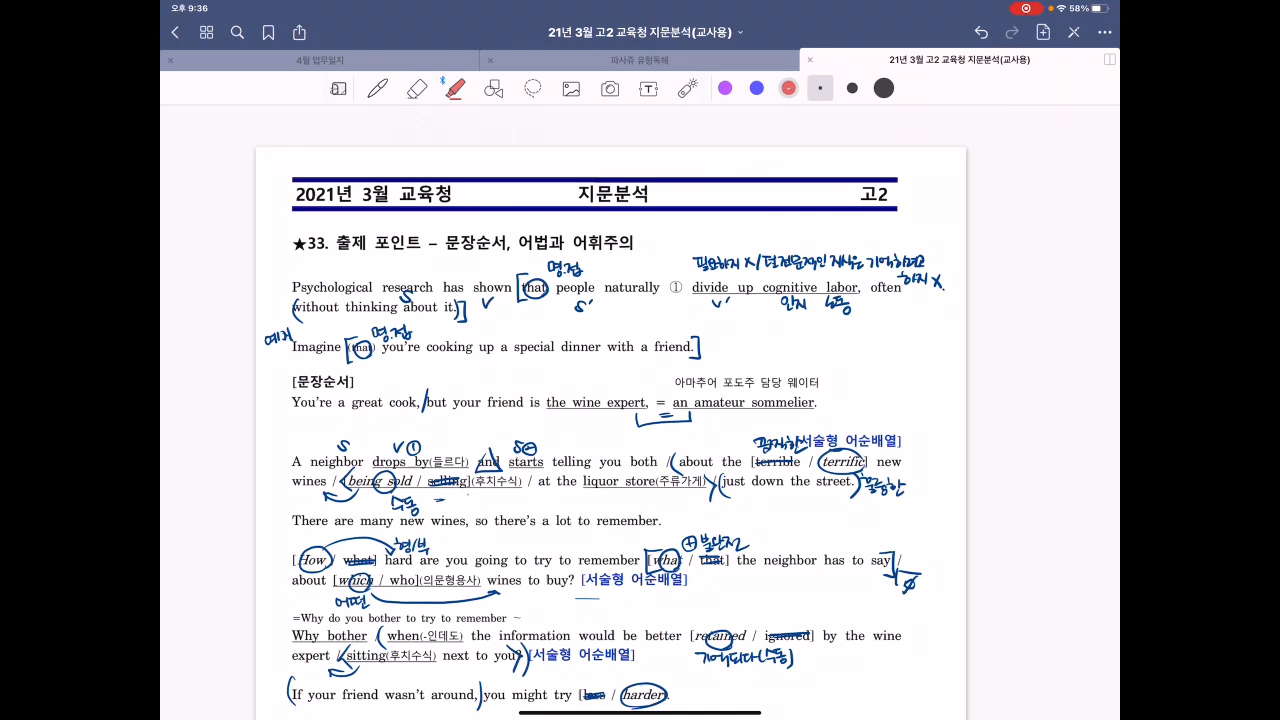 오후 9:36
58%
21년 3월 고2 교육청 지문분석(교사용)
4월 업무일지
파사쥬 유형독해
21년 3월 고2 교육청 지문분석(교사용)
2021년 3월 교육청 지문분석 고2
★33. 출제 포인트 – 문장순서, 어법과 어휘주의
명.접
필요하지 X/덜 전문적인 지식은 기억하려고
하지 X.
Psychological research has shown that people naturally ① divide up cognitive labor, often
S V S' V' 인지 노동
without thinking about it.
예시
명.접
Imagine (that) you're cooking up a special dinner with a friend.
[문장순서] 아마추어 포도주 담당 웨이터
You're a great cook, but your friend is the wine expert, = an amateur sommelier.
=
S V① 굉장한 서술형 어순배열]
A neighbor drops by(들르다) and starts telling you both / about the [terrible / terrific] new
wines / [being sold / selling](후치수식) / at the liquor store(주류가게) / just down the street.
수동 훌륭한
There are many new wines, so there's a lot to remember.
형/부 + 불완전
[How / what] hard are you going to try to remember [what / that] the neighbor has to say /
about [which / who](의문형용사) wines to buy? [서술형 어순배열]
어떤
=Why do you bother to try to remember ~
Why bother / when(-인데도) the information would be better [retained / ignored] by the wine
expert / sitting(후치수식) next to you? [서술형 어순배열]
기억되다(수동)
If your friend wasn't around, you might try [less / harder].